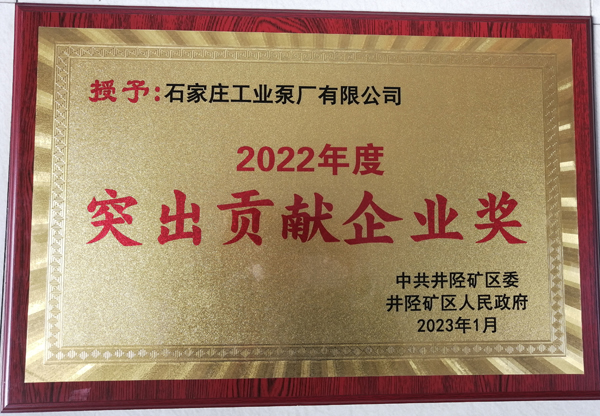 授予:石家庄工业泵厂有限公司
2022年度
突出贡献企业奖
中共井陉矿区委
井陉矿区人民政府
2023年1月